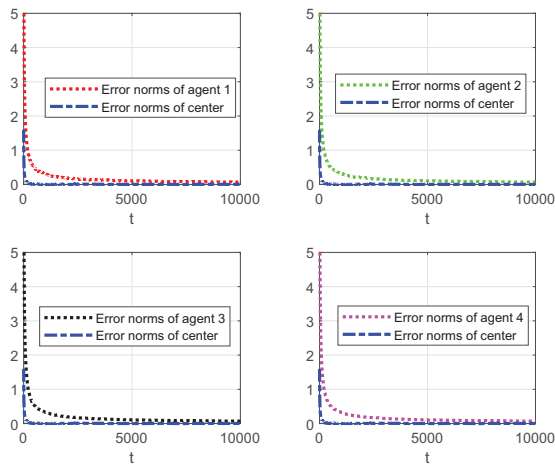 5
4
3
2
1
0
Error norms of agent 1
Error norms of center
0 5000 10000
t
5
4
3
2
1
0
Error norms of agent 2
Error norms of center
0 5000 10000
t
5
4
3
2
1
0
Error norms of agent 3
Error norms of center
0 5000 10000
t
5
4
3
2
1
0
Error norms of agent 4
Error norms of center
0 5000 10000
t